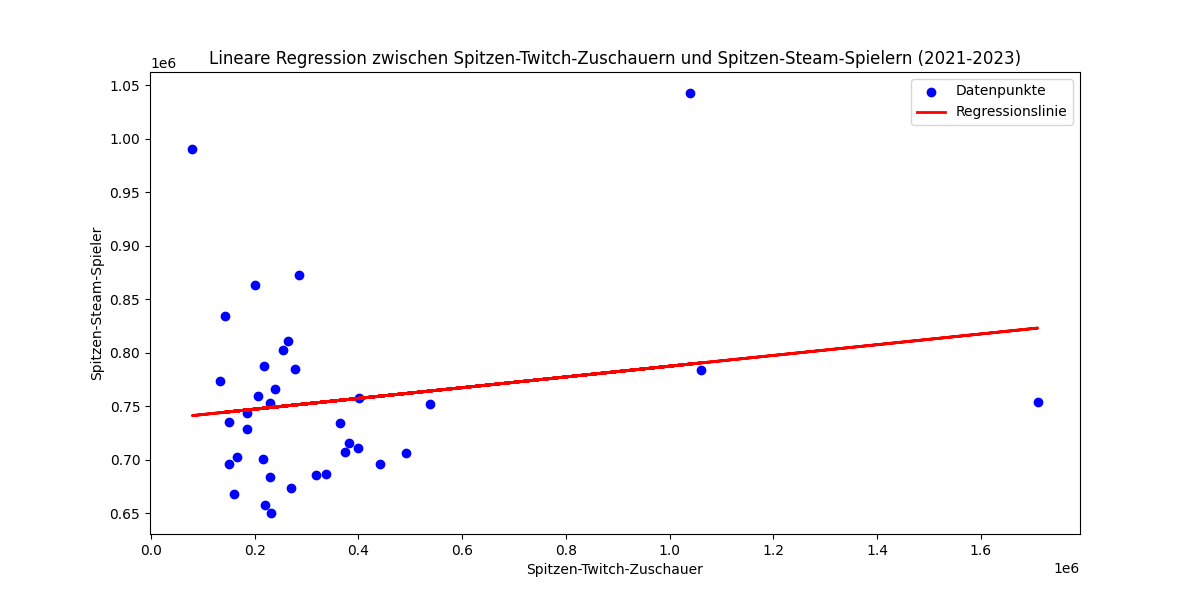 Lineare Regression zwischen Spitzen-Twitch-Zuschauern und Spitzen-Steam-Spielern (2021-2023)
1e6
Datenpunkte
Regressionslinie
Spitzen-Steam-Spieler
1.05
1.00
0.95
0.90
0.85
0.80
0.75
0.70
0.65
0.0 0.2 0.4 0.6 0.8 1.0 1.2 1.4 1.6
Spitzen-Twitch-Zuschauer
1e6